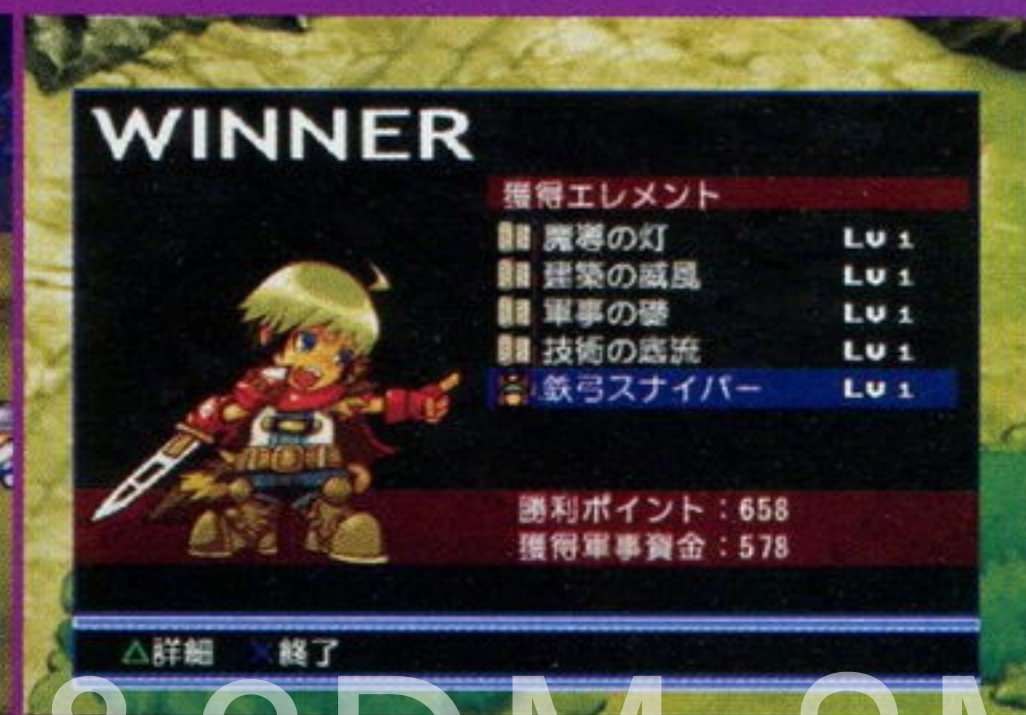 WINNER
獲得エレメント
魔導の灯 Lv 1
建築の威風 Lv 1
軍事の礎 Lv 1
技術の底流 Lv 1
鉄弓スナイパー Lv 1
勝利ポイント：658
獲得軍事資金：578
△詳細 ×終了